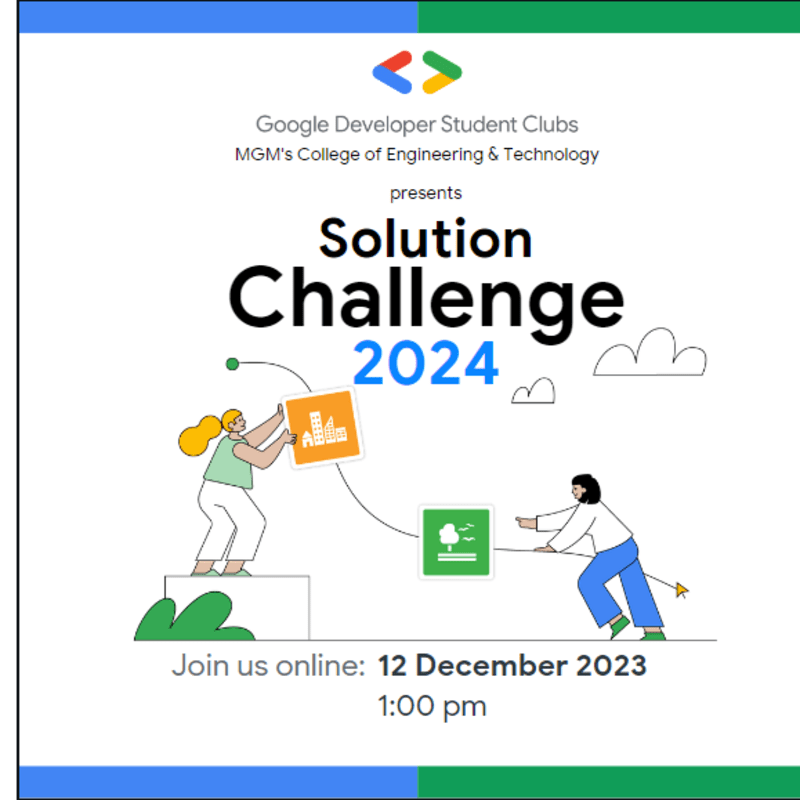 Google Developer Student Clubs
MGM's College of Engineering & Technology
presents
Solution
Challenge
2024
Join us online: 12 December 2023
1:00 pm